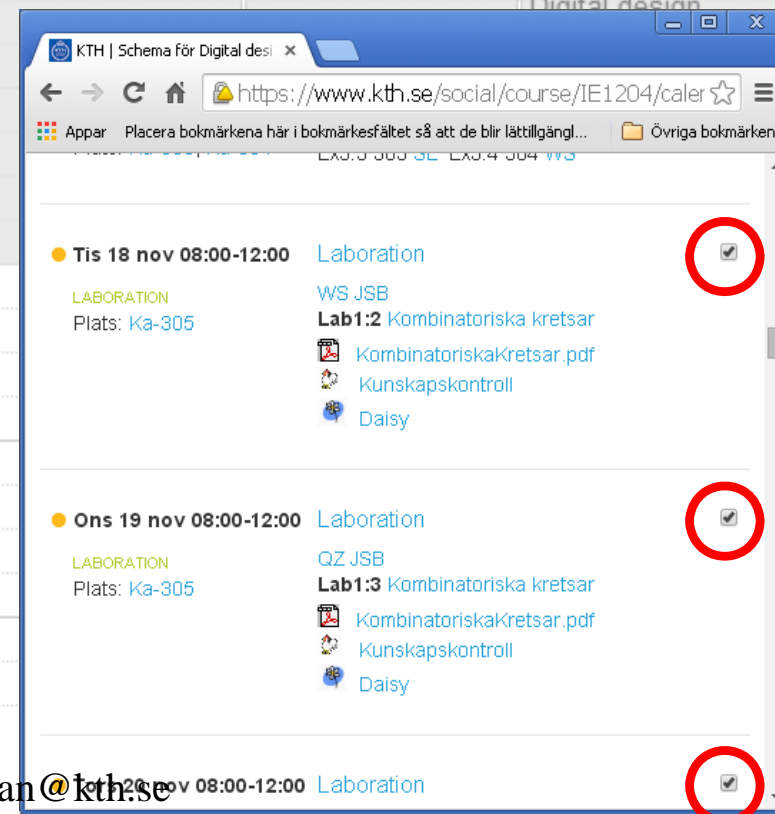 Digital design
KTH | Schema för Digital desi
https://www.kth.se/social/course/IE1204/caler
Appar Placera bokmärkena här i bokmärkesfältet så att de blir lättillgängl... Övriga bokmärken
Tis 18 nov 08:00-12:00 Laboration
LABORATION WS JSB
Plats: Ka-305 Lab1:2 Kombinatoriska kretsar
KombinatoriskaKretsar.pdf
Kunskapskontroll
Daisy
Ons 19 nov 08:00-12:00 Laboration
LABORATION QZ JSB
Plats: Ka-305 Lab1:3 Kombinatoriska kretsar
KombinatoriskaKretsar.pdf
Kunskapskontroll
Daisy
Tors 20 nov 08:00-12:00 Laboration
an@kth.se